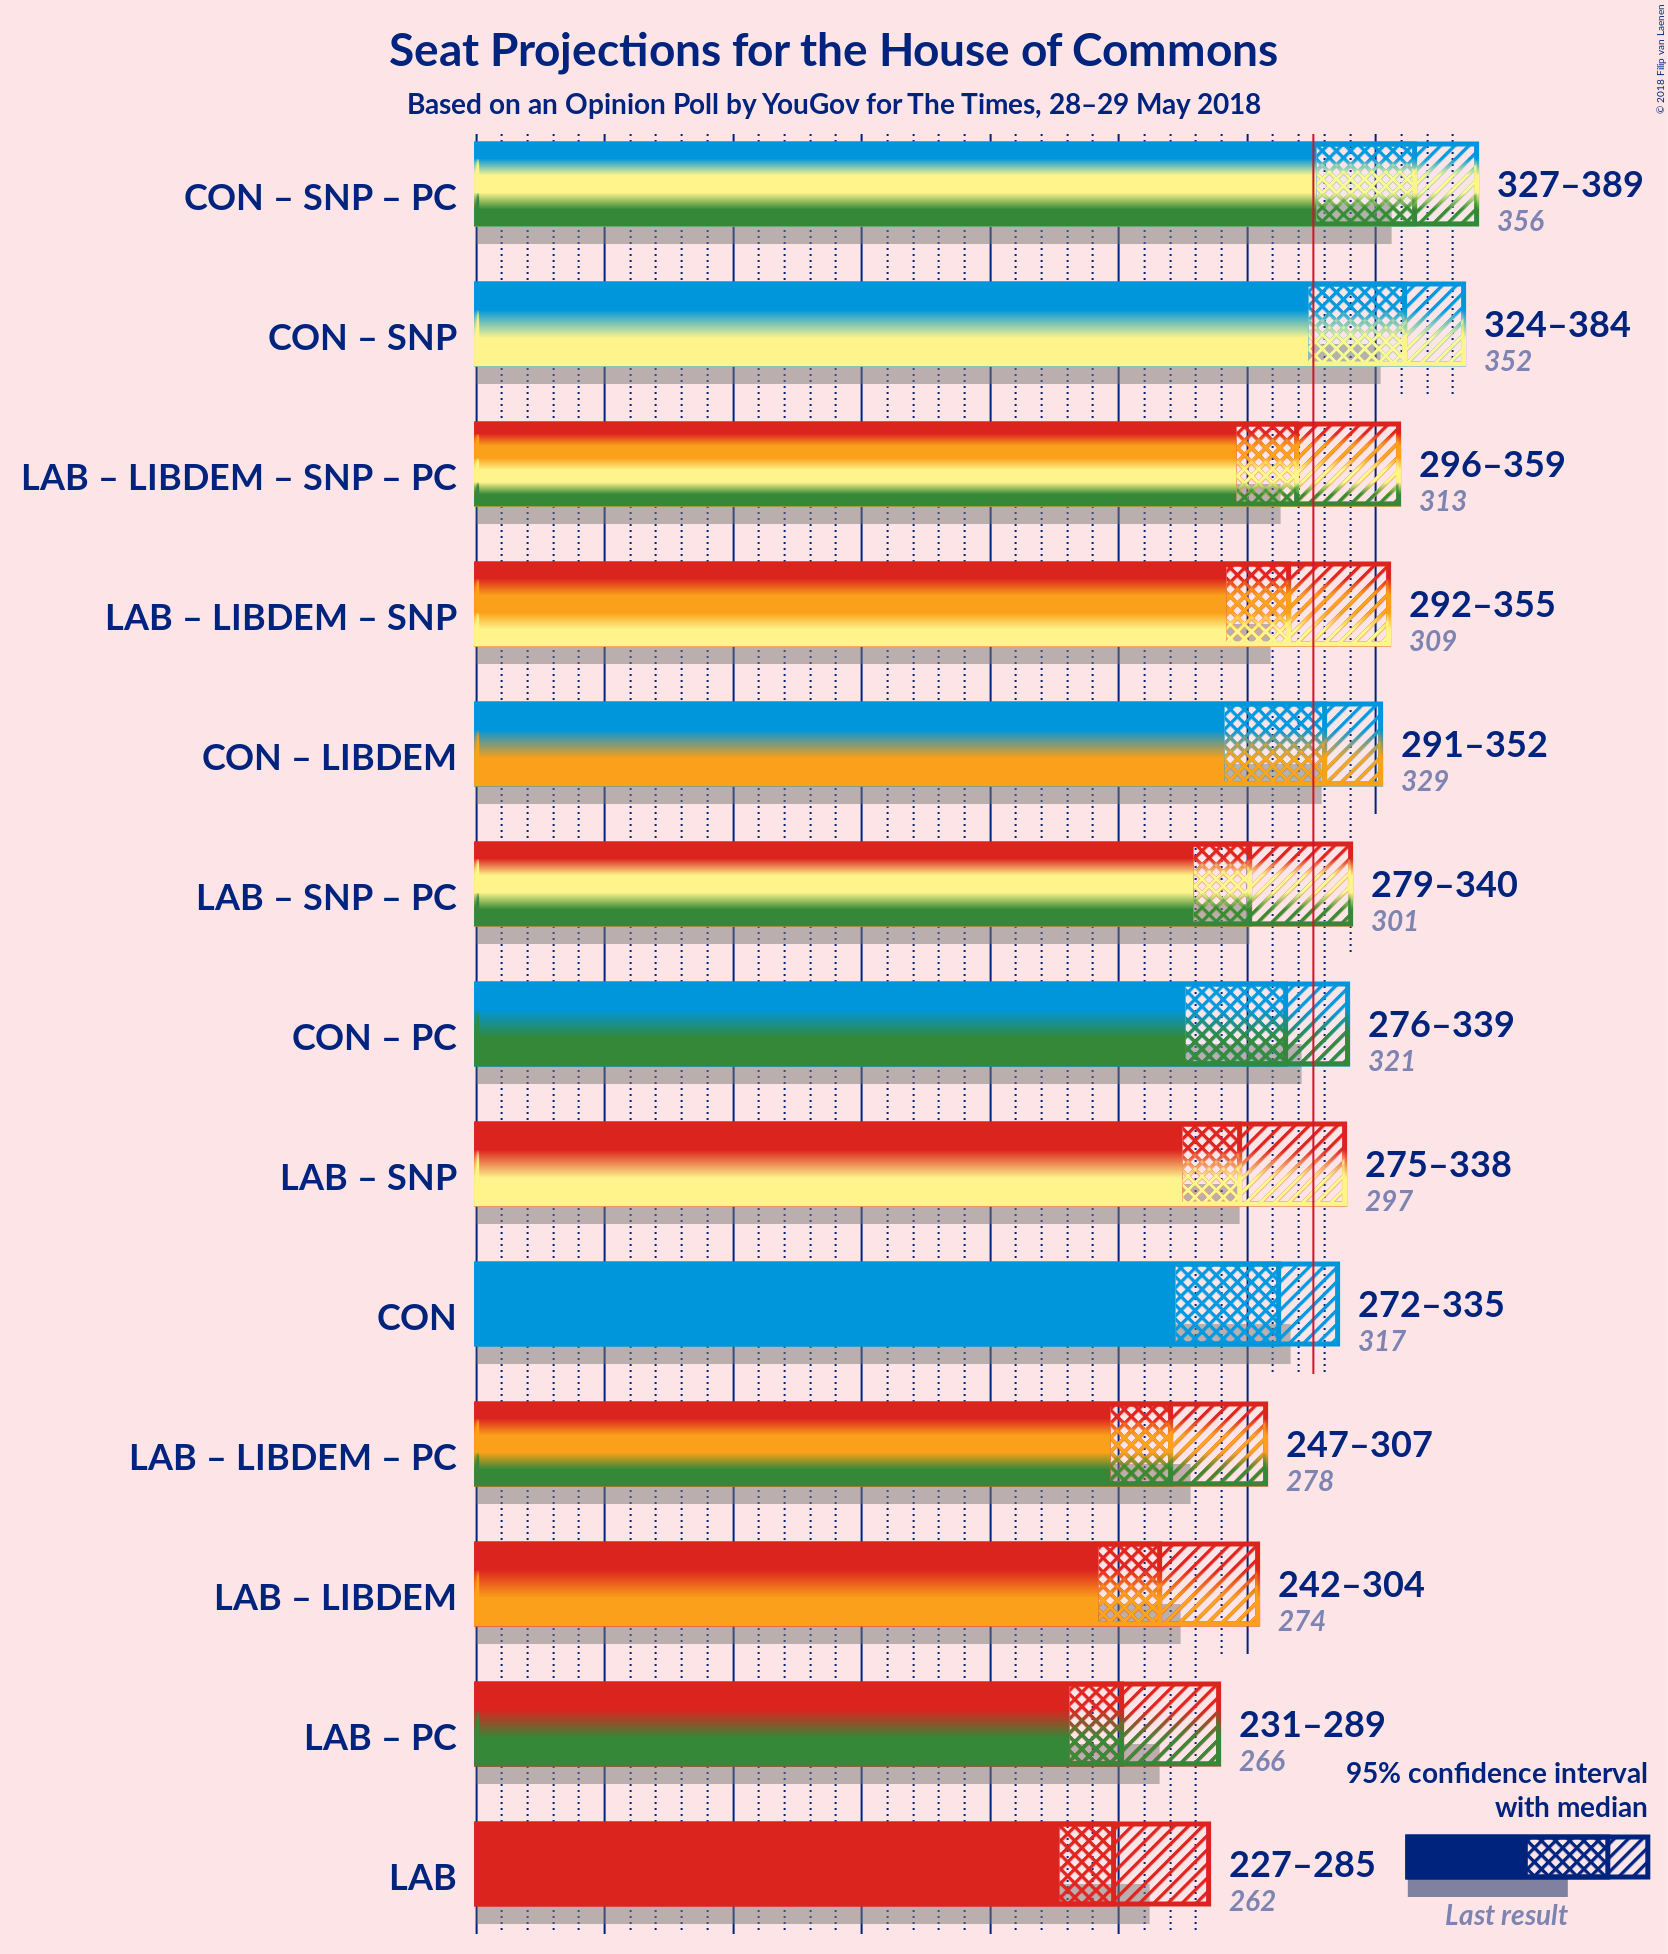 Seat Projections for the House of Commons
Based on an Opinion Poll by YouGov for The Times, 28–29 May 2018
© 2018 Filip van Laenen
CON – SNP – PC
327–389
356
CON – SNP
324–384
352
LAB – LIBDEM – SNP – PC
296–359
313
LAB – LIBDEM – SNP
292–355
309
CON – LIBDEM
291–352
329
LAB – SNP – PC
279–340
301
CON – PC
276–339
321
LAB – SNP
275–338
297
CON
272–335
317
LAB – LIBDEM – PC
247–307
278
LAB – LIBDEM
242–304
274
LAB – PC
231–289
266
LAB
227–285
262
95% confidence interval
with median
Last result